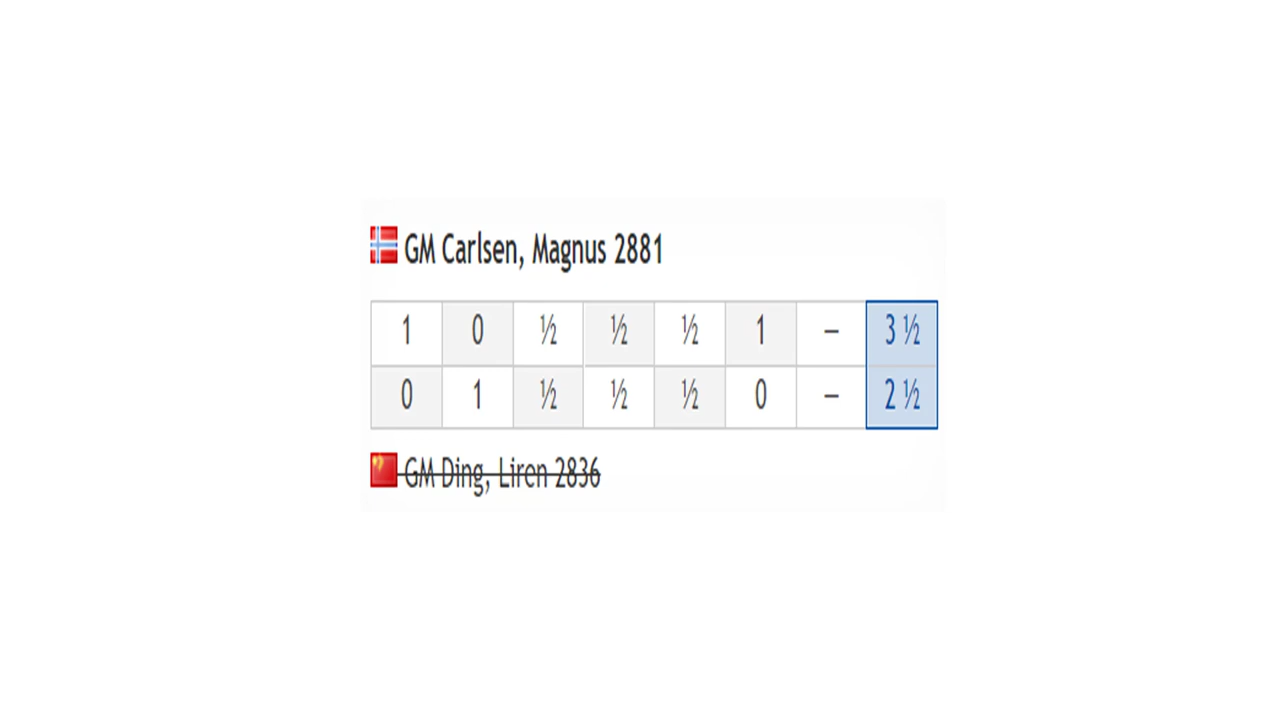 GM Carlsen, Magnus 2881
1 0 ½ ½ ½ 1 – 3 ½
0 1 ½ ½ ½ 0 – 2 ½
GM Ding, Liren 2836